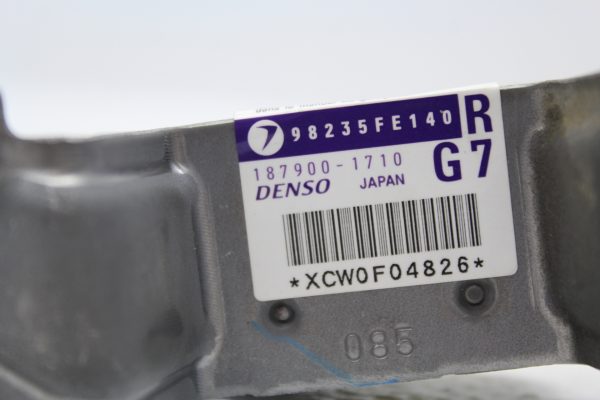 98235FE140 R
187900-1710 G7
DENSO JAPAN
*XCW0F04826*
085